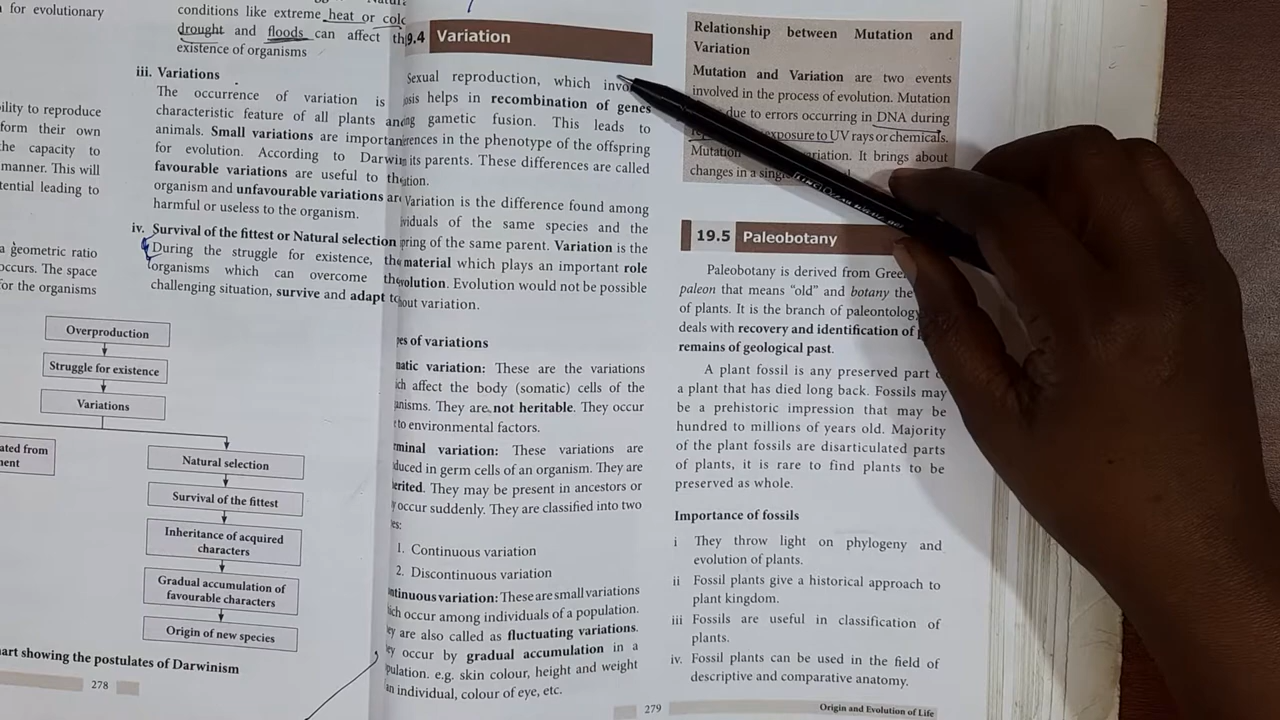 n for evolutionary
ility to reproduce
form their own
he capacity to
manner. This will
tential leading to
a geometric ratio
occurs. The space
for the organisms
conditions like extreme heat or cold
drought and floods can affect th
existence of organisms
iii. Variations
The occurrence of variation is
characteristic feature of all plants and
animals. Small variations are important
for evolution. According to Darwin
favourable variations are useful to the
organism and unfavourable variations are
harmful or useless to the organism.
iv. Survival of the fittest or Natural selection
During the struggle for existence, the
organisms which can overcome the
challenging situation, survive and adapt to
Overproduction
Struggle for existence
Variations
ated from
ment
Natural selection
Survival of the fittest
Inheritance of acquired
characters
Gradual accumulation of
favourable characters
Origin of new species
hart showing the postulates of Darwinism
278
9.4 Variation
Sexual reproduction, which invo
osis helps in recombination of genes
ng gametic fusion. This leads to
erences in the phenotype of the offspring
its parents. These differences are called
ation.
Variation is the difference found among
viduals of the same species and the
pring of the same parent. Variation is the
material which plays an important role
volution. Evolution would not be possible
hout variation.
pes of variations
matic variation: These are the variations
ich affect the body (somatic) cells of the
anisms. They are not heritable. They occur
e to environmental factors.
rminal variation: These variations are
duced in germ cells of an organism. They are
herited. They may be present in ancestors or
y occur suddenly. They are classified into two
es:
1. Continuous variation
2. Discontinuous variation
ntinuous variation: These are small variations
hich occur among individuals of a population.
ey are also called as fluctuating variations.
ey occur by gradual accumulation in a
pulation. e.g. skin colour, height and weight
an individual, colour of eye, etc.
279
Relationship between Mutation and
Variation
Mutation and Variation are two events
involved in the process of evolution. Mutation
due to errors occurring in DNA during
exposure to UV rays or chemicals.
Mutation variation. It brings about
changes in a sing
19.5 Paleobotany
Paleobotany is derived from Gree
paleon that means "old" and botany the
of plants. It is the branch of paleontology
deals with recovery and identification of
remains of geological past.
A plant fossil is any preserved part
a plant that has died long back. Fossils may
be a prehistoric impression that may be
hundred to millions of years old. Majority
of the plant fossils are disarticulated parts
of plants, it is rare to find plants to be
preserved as whole.
Importance of fossils
i They throw light on phylogeny and
evolution of plants.
ii Fossil plants give a historical approach to
plant kingdom.
iii Fossils are useful in classification of
plants.
iv. Fossil plants can be used in the field of
descriptive and comparative anatomy.
Origin and Evolution of Life